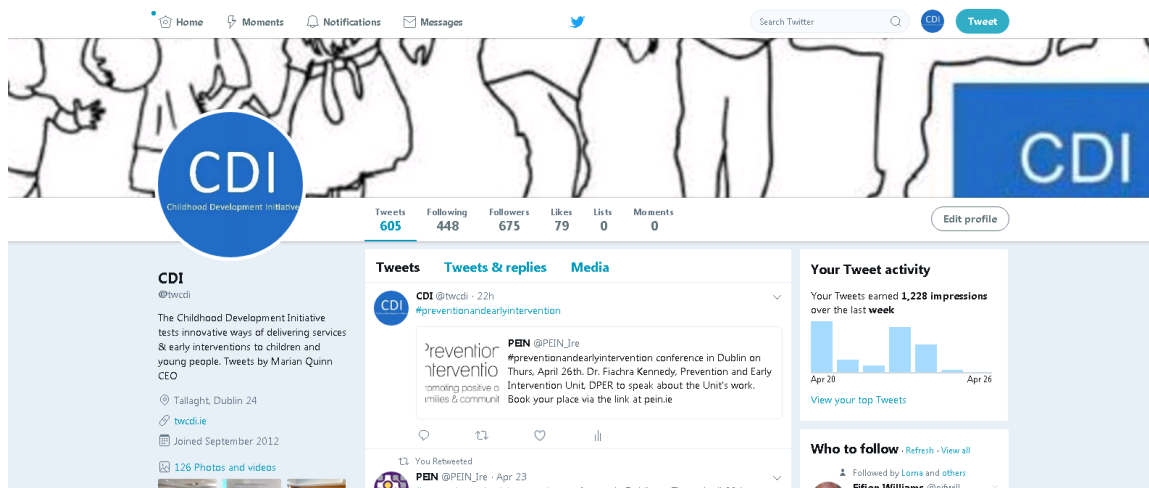 Home
Moments
Notifications
Messages
Search Twitter
CDI
Tweet
CDI
CDI
Childhood Development Initiative
Tweets
605
Following
448
Followers
675
Likes
79
Lists
0
Moments
0
Edit profile
CDI
@twcdi
The Childhood Development Initiative
tests innovative ways of delivering services
& early interventions to children and
young people. Tweets by Marian Quinn
CEO
Tallaght, Dublin 24
twcdi.ie
Joined September 2012
126 Photos and videos
Tweets
Tweets & replies
Media
CDI
CDI @twcdi · 22h
#preventionandearlyintervention
Prevention
nterventio
omoting positive o
milies & communit
PEIN @PEIN_Ire
#preventionandearlyintervention conference in Dublin on
Thurs, April 26th. Dr. Fiachra Kennedy, Prevention and Early
Intervention Unit, DPER to speak about the Unit's work.
Book your place via the link at pein.ie
You Retweeted
PEIN @PEIN_Ire · Apr 23
Your Tweet activity
Your Tweets earned 1,228 impressions
over the last week
Apr 20
Apr 26
View your top Tweets
Who to follow · Refresh · View all
Followed by Lorna and others
Williams